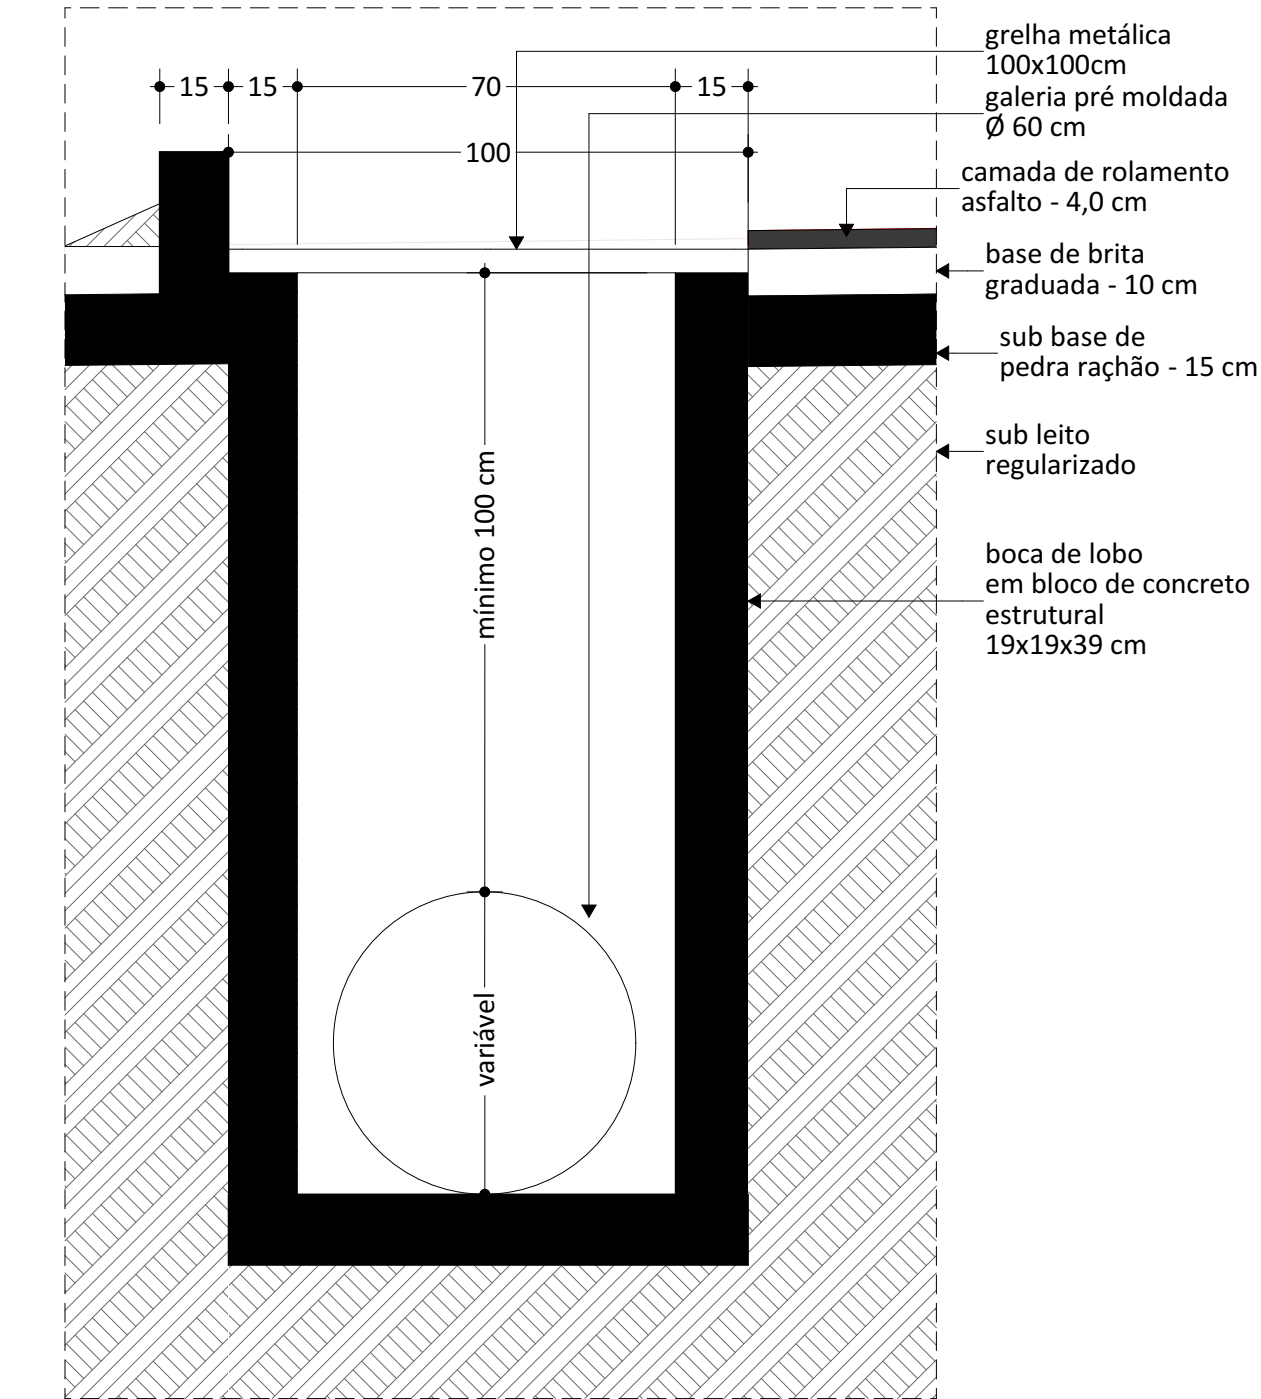 grelha metálica
100x100cm
15
15
70
15
galeria pré moldada
Ø 60 cm
100
camada de rolamento
asfalto - 4,0 cm
base de brita
graduada - 10 cm
sub base de
pedra raçhão - 15 cm
sub leito
regularizado
mínimo 100 cm
boca de lobo
em bloco de concreto
estrutural
19x19x39 cm
variável